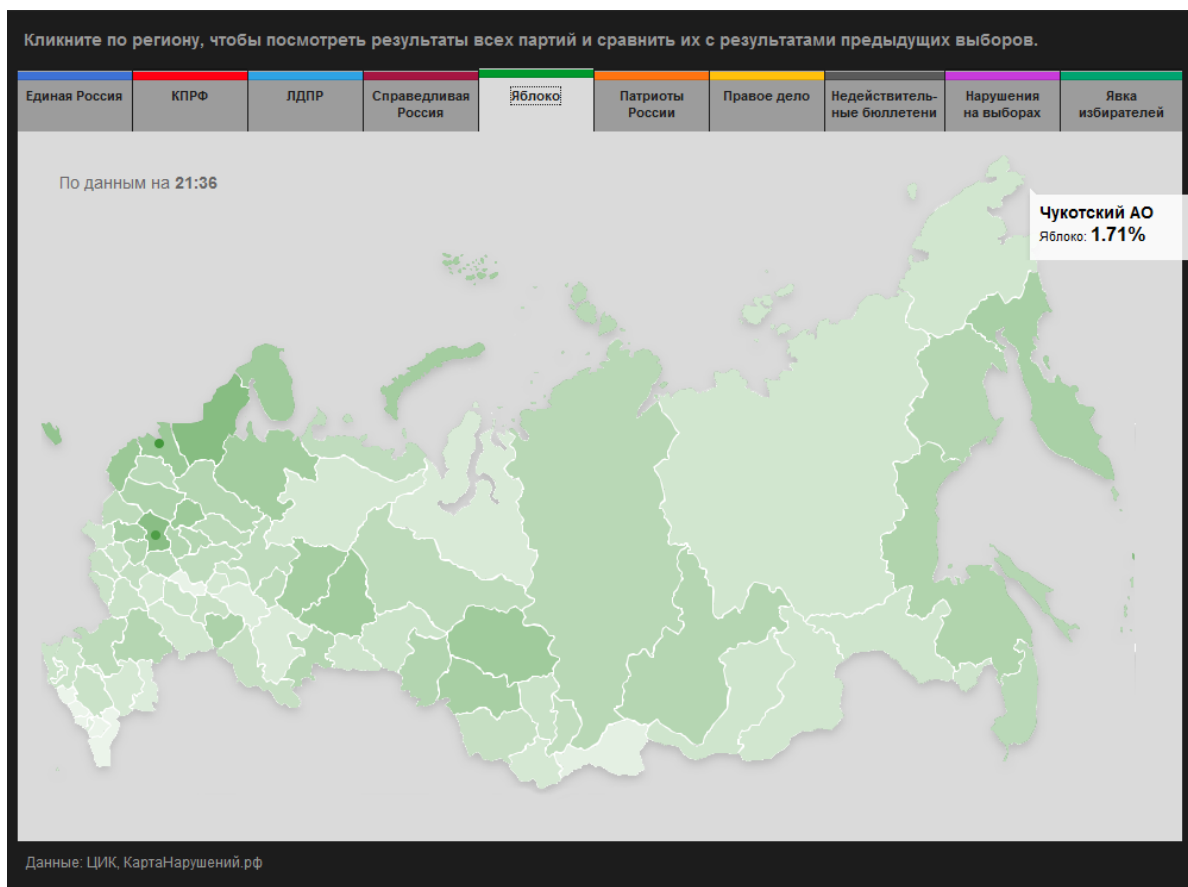 Кликните по региону, чтобы посмотреть результаты всех партий и сравнить их с результатами предыдущих выборов.
Единая Россия
КПРФ
ЛДПР
Справедливая
Россия
Яблоко
Патриоты
России
Правое дело
Недействитель-
ные бюллетени
Нарушения
на выборах
Явка
избирателей
По данным на 21:36
Чукотский АО
Яблоко: 1.71%
Данные: ЦИК, КартаНарушений.рф